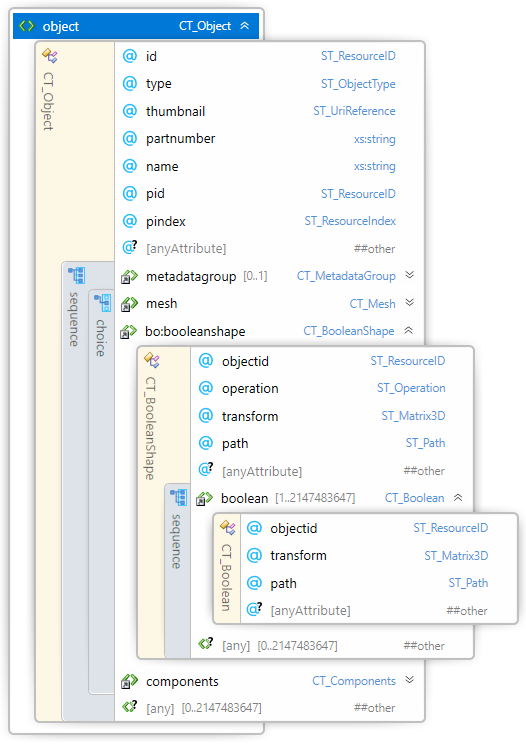 object CT_Object
CT_Object
@ id ST_ResourceID
@ type ST_ObjectType
@ thumbnail ST_UriReference
@ partnumber xs:string
@ name xs:string
@ pid ST_ResourceID
@ pindex ST_ResourceIndex
@? [anyAttribute] ##other
sequence
metadatagroup [0..1] CT_MetadataGroup
choice
mesh CT_Mesh
bo:booleanshape CT_BooleanShape
CT_BooleanShape
@ objectid ST_ResourceID
@ operation ST_Operation
@ transform ST_Matrix3D
@ path ST_Path
@? [anyAttribute] ##other
sequence
boolean [1..2147483647] CT_Boolean
CT_Boolean
@ objectid ST_ResourceID
@ transform ST_Matrix3D
@ path ST_Path
@? [anyAttribute] ##other
? [any] [0..2147483647] ##other
components CT_Components
? [any] [0..2147483647] ##other